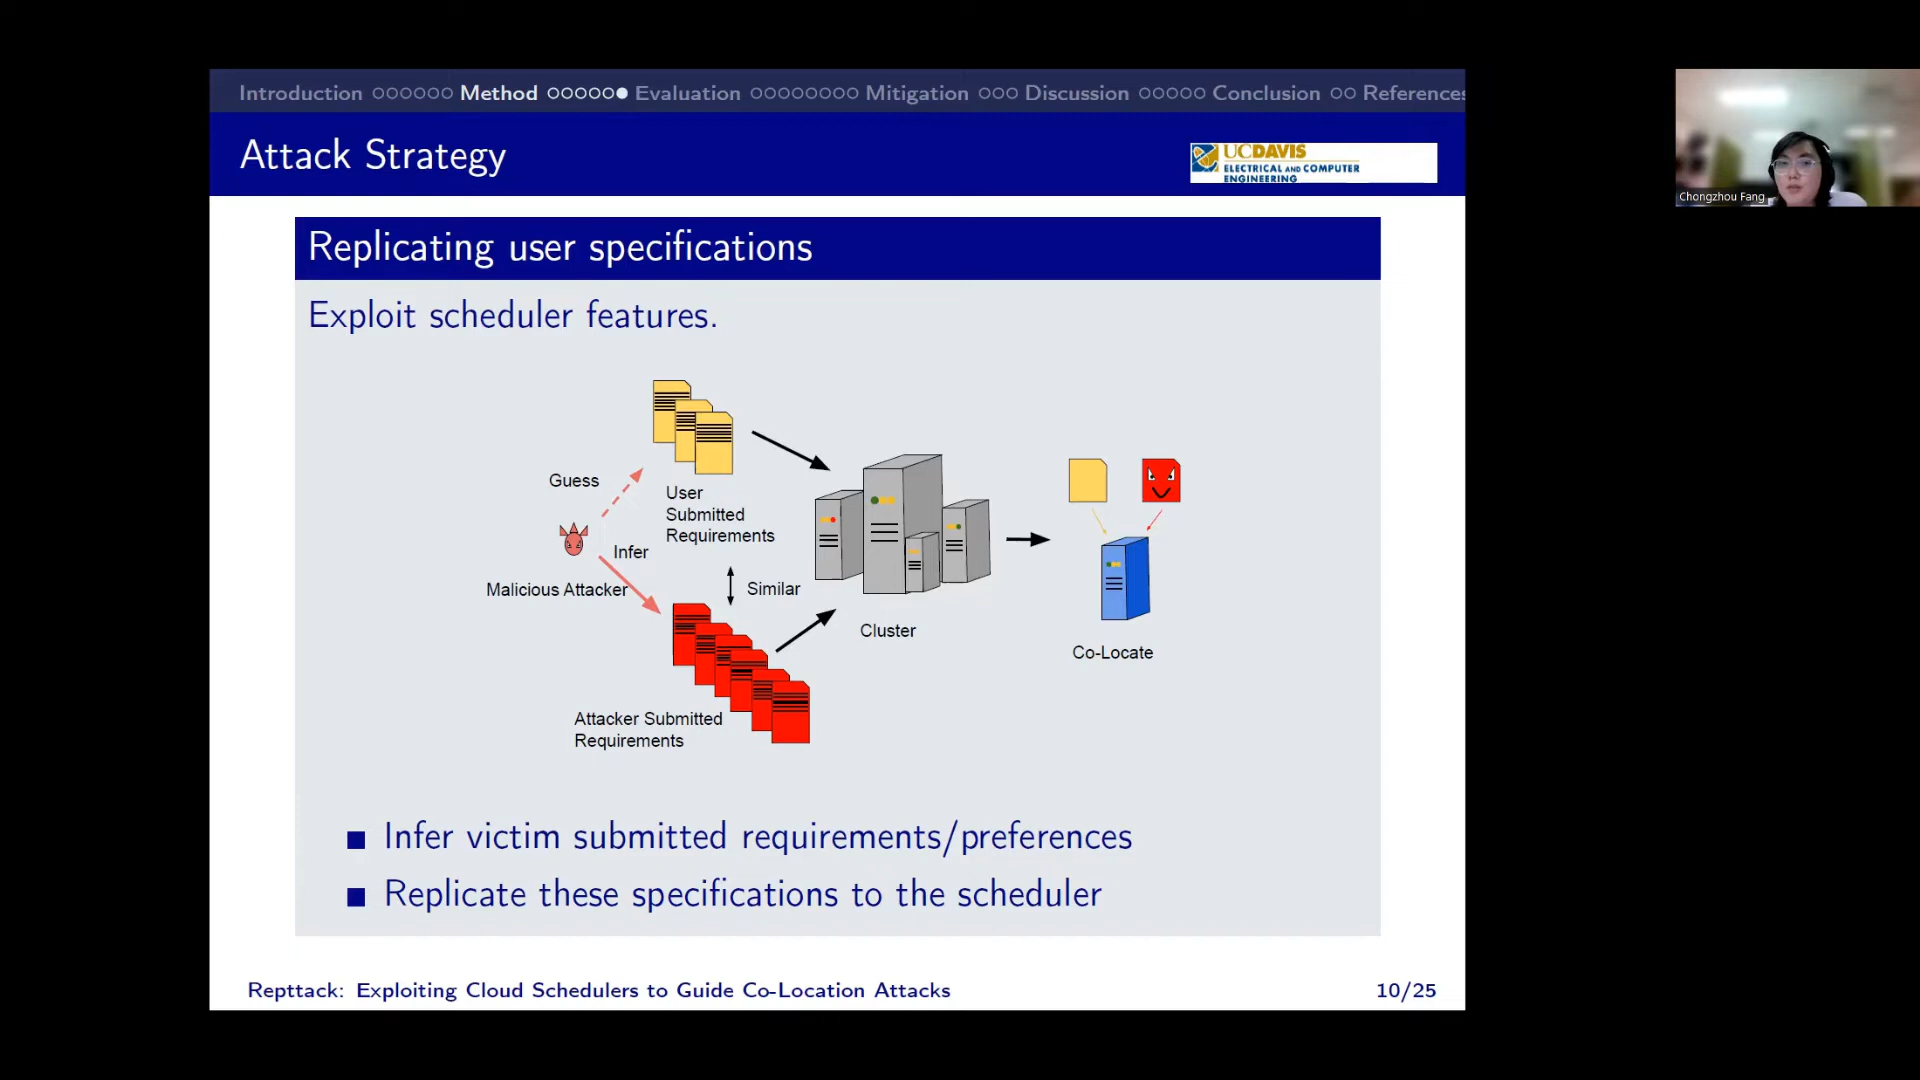 Introduction Method Evaluation Mitigation Discussion Conclusion References
Attack Strategy
UCDAVIS
ELECTRICAL AND COMPUTER
ENGINEERING
Chongzhou Fang
Replicating user specifications
Exploit scheduler features.
Guess
User
Submitted
Requirements
Infer
Malicious Attacker
Similar
Cluster
Co-Locate
Attacker Submitted
Requirements
Infer victim submitted requirements/preferences
Replicate these specifications to the scheduler
Repttack: Exploiting Cloud Schedulers to Guide Co-Location Attacks
10/25